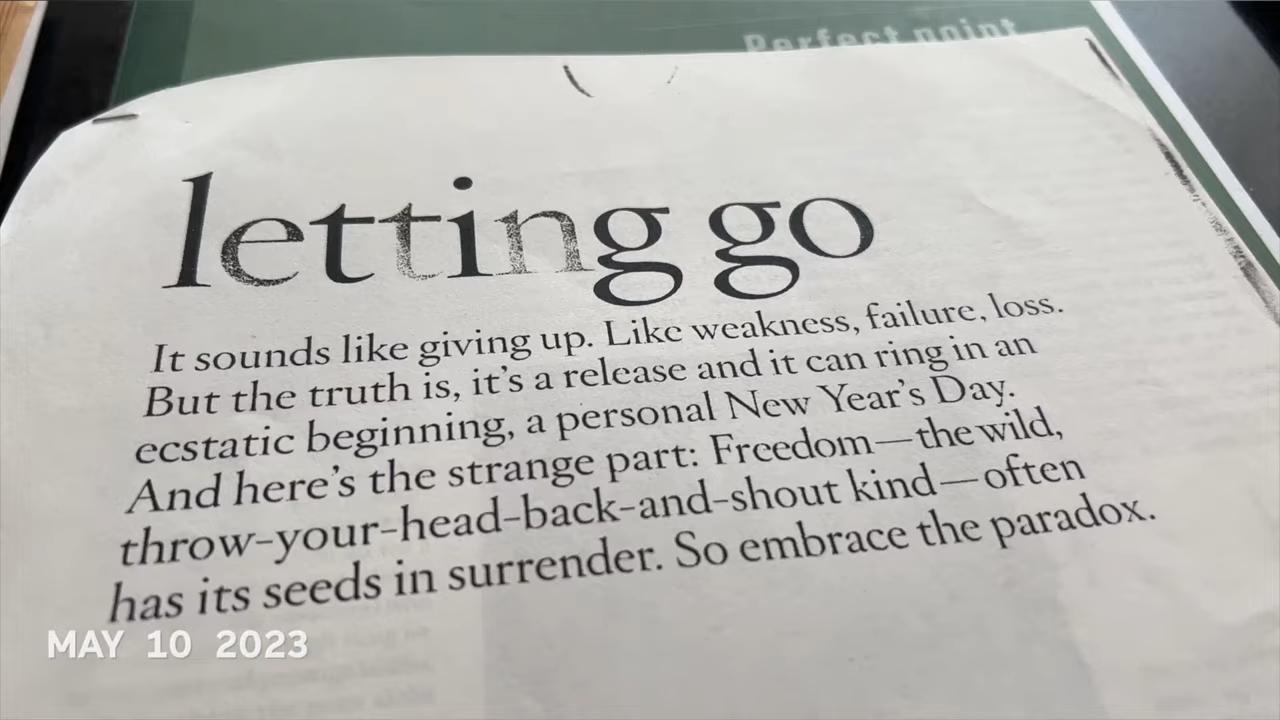 Perfect point
letting go
It sounds like giving up. Like weakness, failure, loss.
But the truth is, it's a release and it can ring in an
ecstatic beginning, a personal New Year's Day.
And here's the strange part: Freedom—the wild,
throw-your-head-back-and-shout kind—often
has its seeds in surrender. So embrace the paradox.
MAY 10 2023